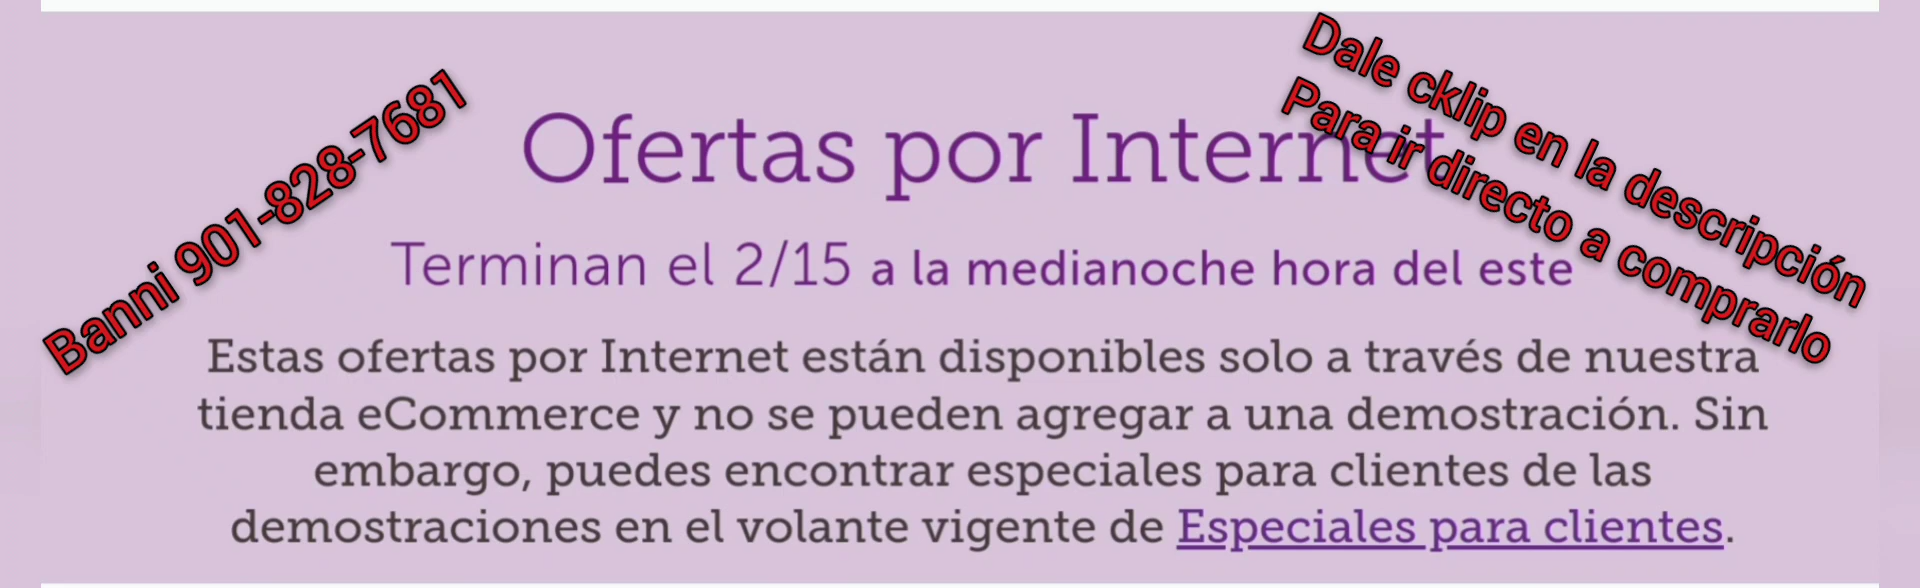 Banni 901-828-7681
Dale cklip en la descripción
Para ir directo a comprarlo
Ofertas por Internet
Terminan el 2/15 a la medianoche hora del este
Estas ofertas por Internet están disponibles solo a través de nuestra
tienda eCommerce y no se pueden agregar a una demostración. Sin
embargo, puedes encontrar especiales para clientes de las
demostraciones en el volante vigente de Especiales para clientes.